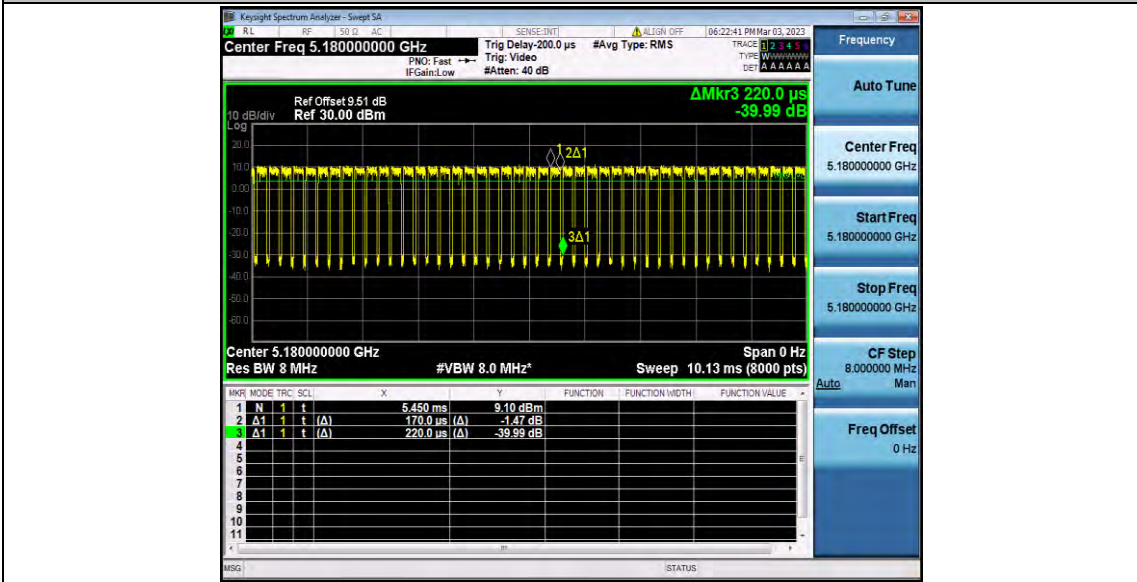 Keysight Spectrum Analyzer - Swept SA
RL RF 50 Ω AC SENSE:INT ALIGN OFF 06:22:41 PM Mar 03, 2023
Center Freq 5.180000000 GHz
PNO: Fast
IFGain:Low
Trig Delay-200.0 µs
Trig: Video
#Atten: 40 dB
#Avg Type: RMS
TRACE 1 2 3 4 5 6
TYPE W
DET A A A A A A
Frequency
Auto Tune
Center Freq
5.180000000 GHz
Start Freq
5.180000000 GHz
Stop Freq
5.180000000 GHz
CF Step
8.000000 MHz
Auto Man
Freq Offset
0 Hz
ΔMkr3 220.0 µs
-39.99 dB
Ref Offset 9.51 dB
10 dB/div Ref 30.00 dBm
Log
20.0
10.0
0.00
-10.0
-20.0
-30.0
-40.0
-50.0
-60.0
1 2Δ1
3Δ1
Center 5.180000000 GHz Span 0 Hz
Res BW 8 MHz #VBW 8.0 MHz* Sweep 10.13 ms (8000 pts)
MKR MODE TRC SCL X Y FUNCTION FUNCTION WIDTH FUNCTION VALUE
1 N 1 t 5.450 ms 9.10 dBm
2 Δ1 1 t (Δ) 170.0 µs (Δ) -1.47 dB
3 Δ1 1 t (Δ) 220.0 µs (Δ) -39.99 dB
4
5
6
7
8
9
10
11
MSG STATUS